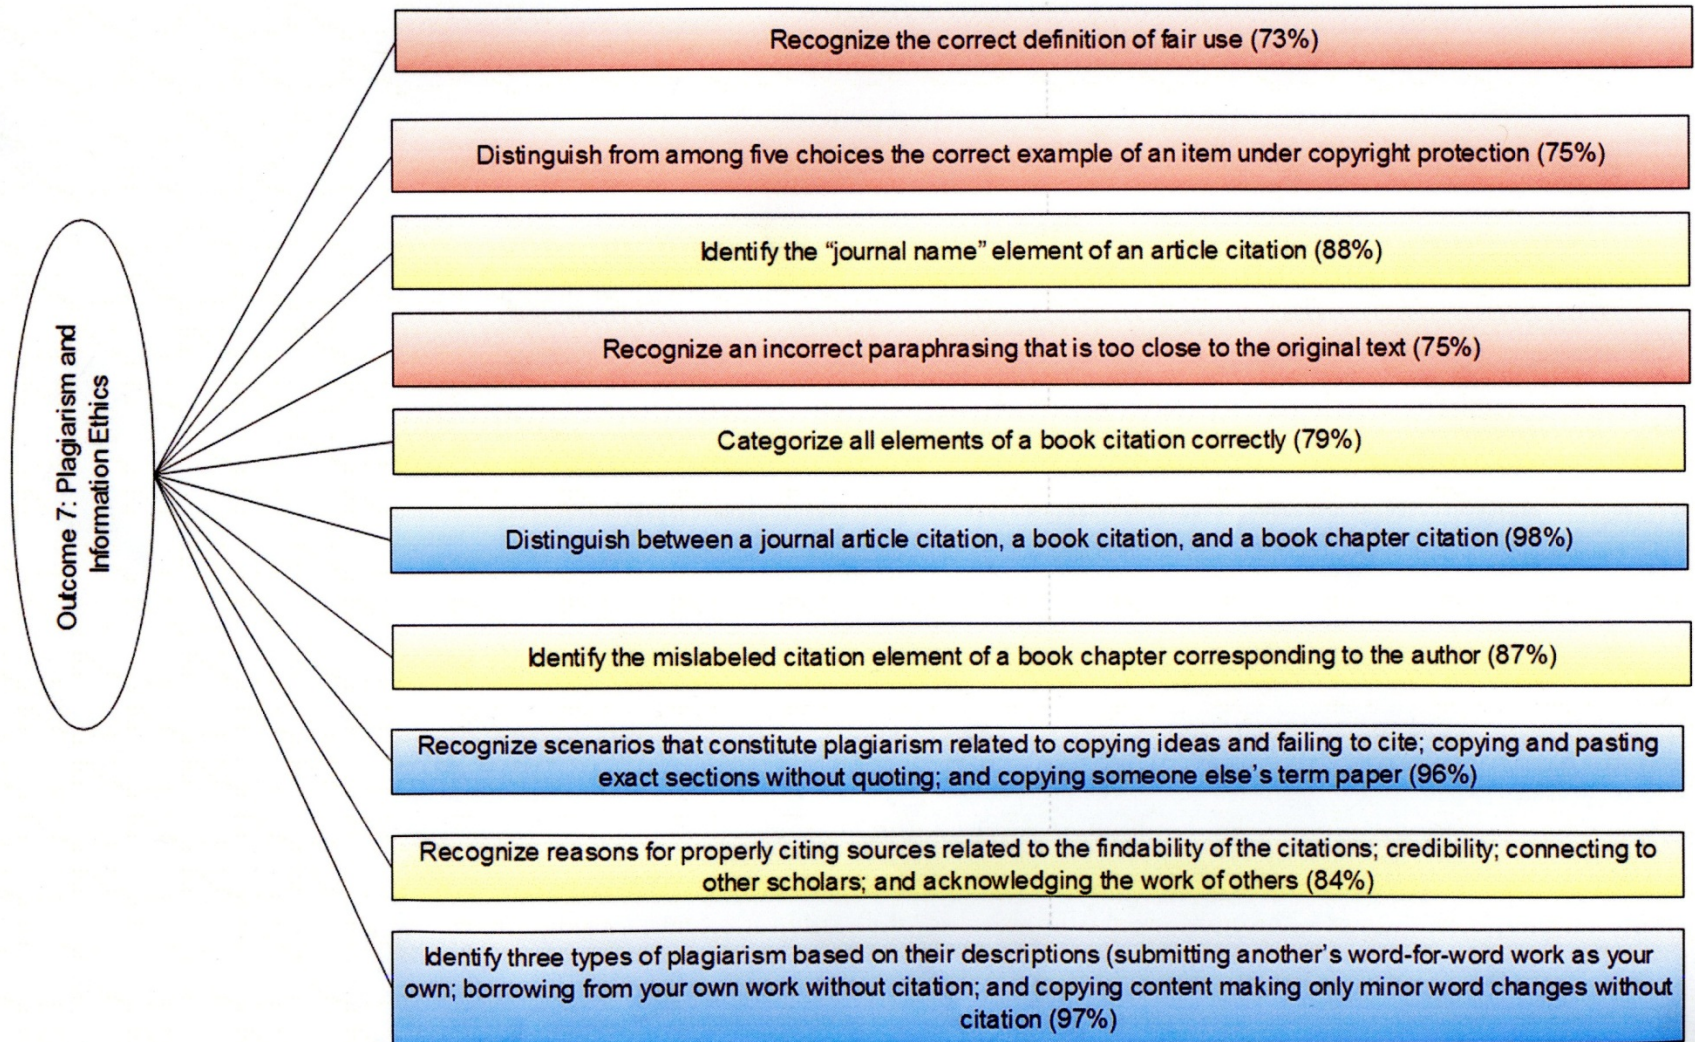 Outcome 7: Plagiarism and
Information Ethics
Recognize the correct definition of fair use (73%)
Distinguish from among five choices the correct example of an item under copyright protection (75%)
Identify the “journal name” element of an article citation (88%)
Recognize an incorrect paraphrasing that is too close to the original text (75%)
Categorize all elements of a book citation correctly (79%)
Distinguish between a journal article citation, a book citation, and a book chapter citation (98%)
Identify the mislabeled citation element of a book chapter corresponding to the author (87%)
Recognize scenarios that constitute plagiarism related to copying ideas and failing to cite; copying and pasting
exact sections without quoting; and copying someone else’s term paper (96%)
Recognize reasons for properly citing sources related to the findability of the citations; credibility; connecting to
other scholars; and acknowledging the work of others (84%)
Identify three types of plagiarism based on their descriptions (submitting another’s word-for-word work as your
own; borrowing from your own work without citation; and copying content making only minor word changes without
citation (97%)